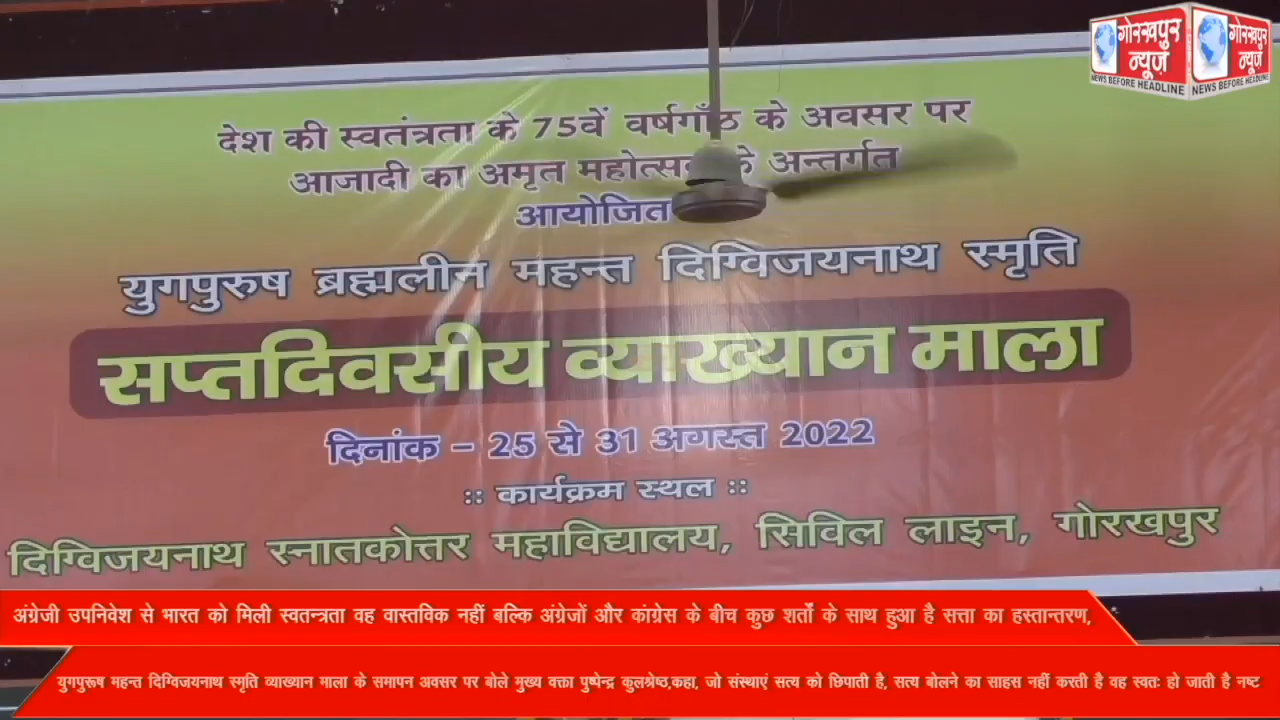 गोरखपुर
न्यूज़
NEWS BEFORE HEADLINE
गोरखपुर
न्यूज़
NEWS BEFORE HEADLINE
देश की स्वतंत्रता के 75वें वर्षगाँठ के अवसर पर
आजादी का अमृत महोत्सव के अन्तर्गत
आयोजित
युगपुरुष ब्रह्मलीन महन्त दिग्विजयनाथ स्मृति
सप्तदिवसीय व्याख्यान माला
दिनांक – 25 से 31 अगस्त 2022
:: कार्यक्रम स्थल ::
दिग्विजयनाथ स्नातकोत्तर महाविद्यालय, सिविल लाइन, गोरखपुर
अंग्रेजी उपनिवेश से भारत को मिली स्वतन्त्रता वह वास्तविक नहीं बल्कि अंग्रेजों और कांग्रेस के बीच कुछ शर्तों के साथ हुआ है सत्ता का हस्तान्तरण,
युगपुरूष महन्त दिग्विजयनाथ स्मृति व्याख्यान माला के समापन अवसर पर बोले मुख्य वक्ता पुष्पेन्द्र कुलश्रेष्ठ,कहा, जो संस्थाएं सत्य को छिपाती है, सत्य बोलने का साहस नहीं करती है वह स्वतः हो जाती है नष्ट